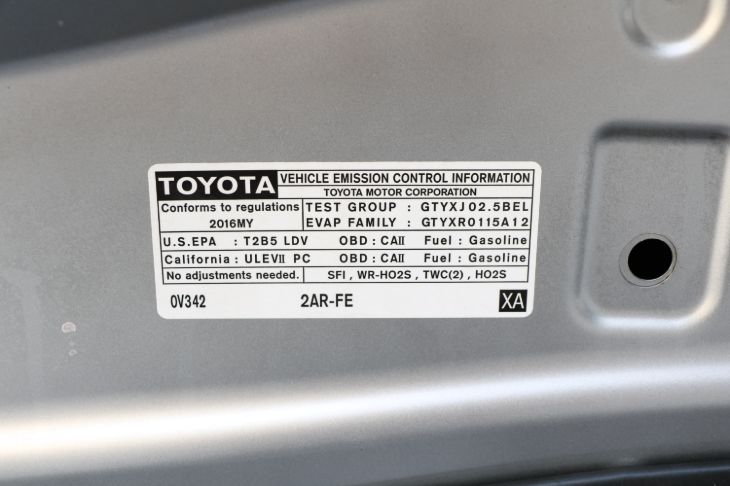 TOYOTA VEHICLE EMISSION CONTROL INFORMATION
TOYOTA MOTOR CORPORATION
Conforms to regulations TEST GROUP : GTYXJ02.5BEL
2016MY EVAP FAMILY : GTYXR0115A12
U.S.EPA : T2B5 LDV OBD : CAII Fuel : Gasoline
California : ULEVII PC OBD : CAII Fuel : Gasoline
No adjustments needed. SFI , WR-HO2S , TWC(2) , HO2S
0V342 2AR-FE XA